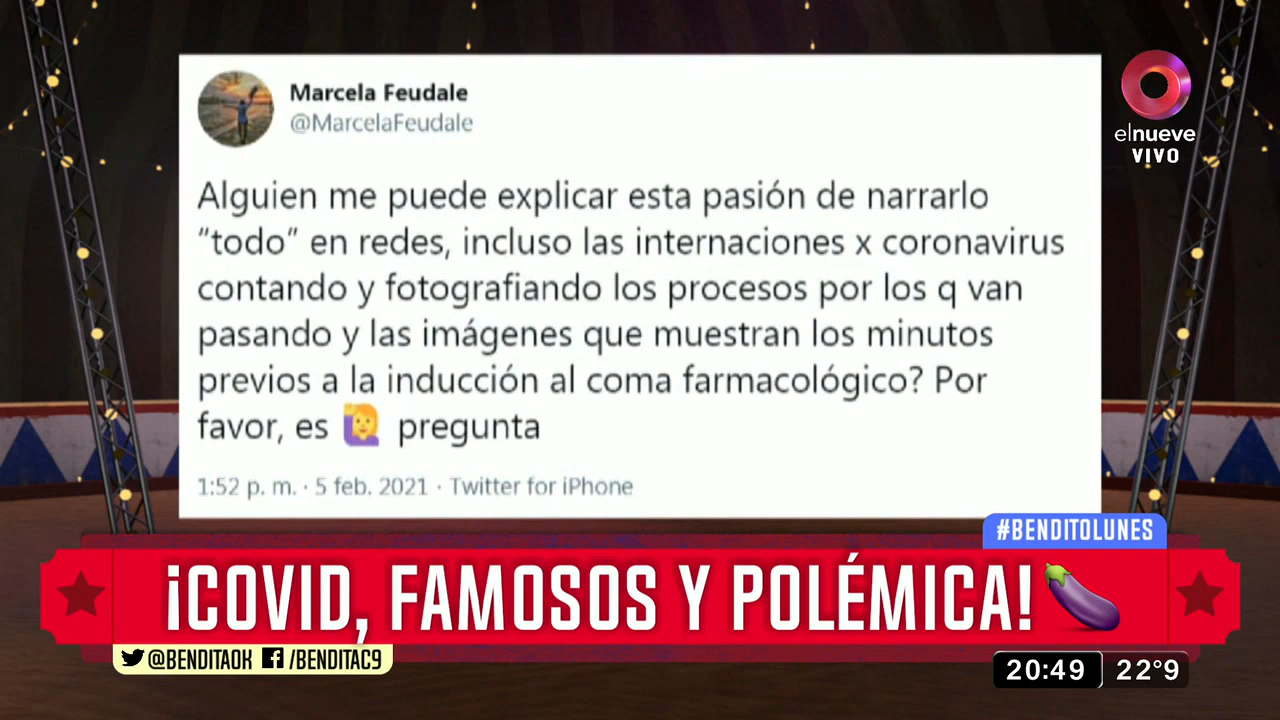 Marcela Feudale
@MarcelaFeudale
elnueve
VIVO
Alguien me puede explicar esta pasión de narrarlo
“todo” en redes, incluso las internaciones x coronavirus
contando y fotografiando los procesos por los q van
pasando y las imágenes que muestran los minutos
previos a la inducción al coma farmacológico? Por
favor, es 🙋 pregunta
1:52 p. m. · 5 feb. 2021 · Twitter for iPhone
#BENDITOLUNES
¡COVID, FAMOSOS Y POLÉMICA!🍆
@BENDITAOK /BENDITAC9
20:49 22°9